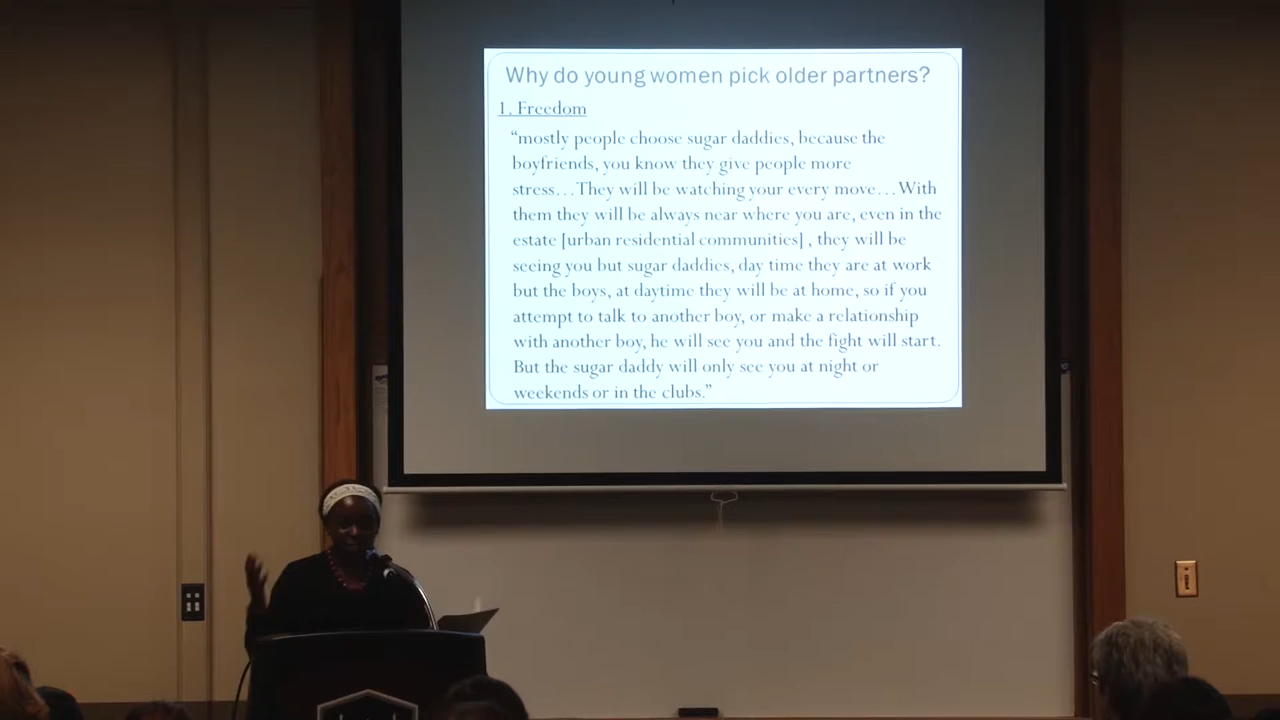 Why do young women pick older partners?
1. Freedom
“mostly people choose sugar daddies, because the
boyfriends, you know they give people more
stress…They will be watching your every move…With
them they will be always near where you are, even in the
estate [urban residential communities] , they will be
seeing you but sugar daddies, day time they are at work
but the boys, at daytime they will be at home, so if you
attempt to talk to another boy, or make a relationship
with another boy, he will see you and the fight will start.
But the sugar daddy will only see you at night or
weekends or in the clubs.”